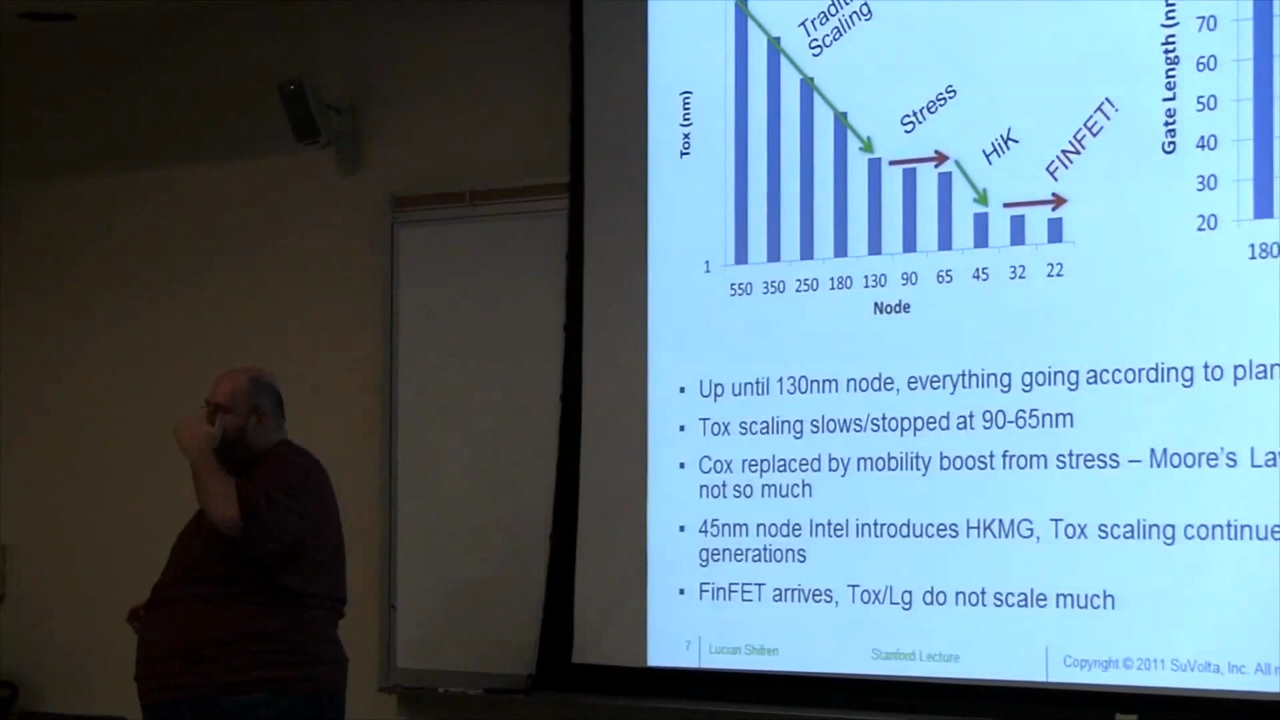 Scaling
Stress
HiK
FINFET!
Tox (nm)
1
550 350 250 180 130 90 65 45 32 22
Node
Gate Length
70
60
50
40
30
20
180
▪ Up until 130nm node, everything going according to plan
▪ Tox scaling slows/stopped at 90-65nm
▪ Cox replaced by mobility boost from stress – Moore's
not so much
▪ 45nm node Intel introduces HKMG, Tox scaling continue
generations
▪ FinFET arrives, Tox/Lg do not scale much
7 Lucian Shifren Stanford Lecture Copyright © 2011 SuVolta, Inc. All